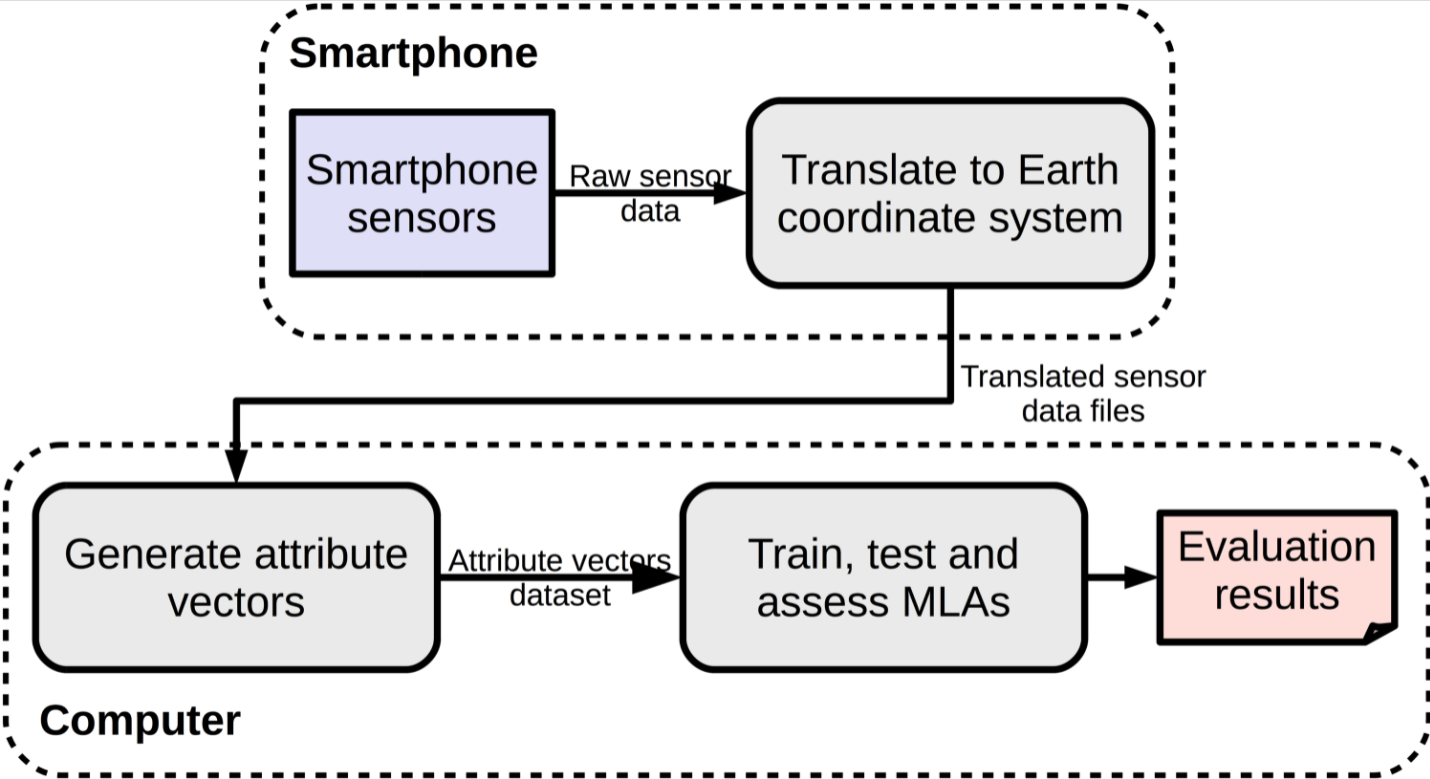 Smartphone
Smartphone
sensors
Raw sensor
data
Translate to Earth
coordinate system
Translated sensor
data files
Generate attribute
vectors
Attribute vectors
dataset
Train, test and
assess MLAs
Evaluation
results
Computer